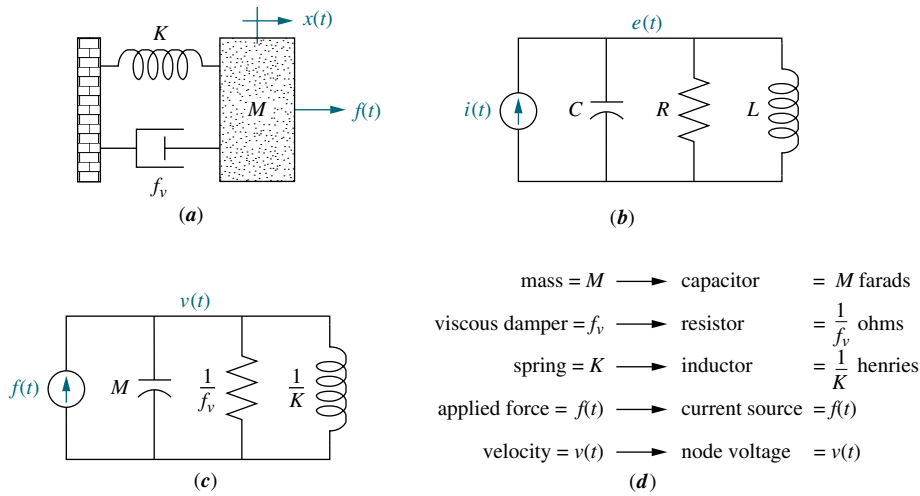 x(t)
K
M
f(t)
f_v
(a)
e(t)
i(t)
C
R
L
(b)
v(t)
f(t)
M
1/f_v
1/K
(c)
mass = M → capacitor = M farads
viscous damper = f_v → resistor = 1/f_v ohms
spring = K → inductor = 1/K henries
applied force = f(t) → current source = f(t)
velocity = v(t) → node voltage = v(t)
(d)